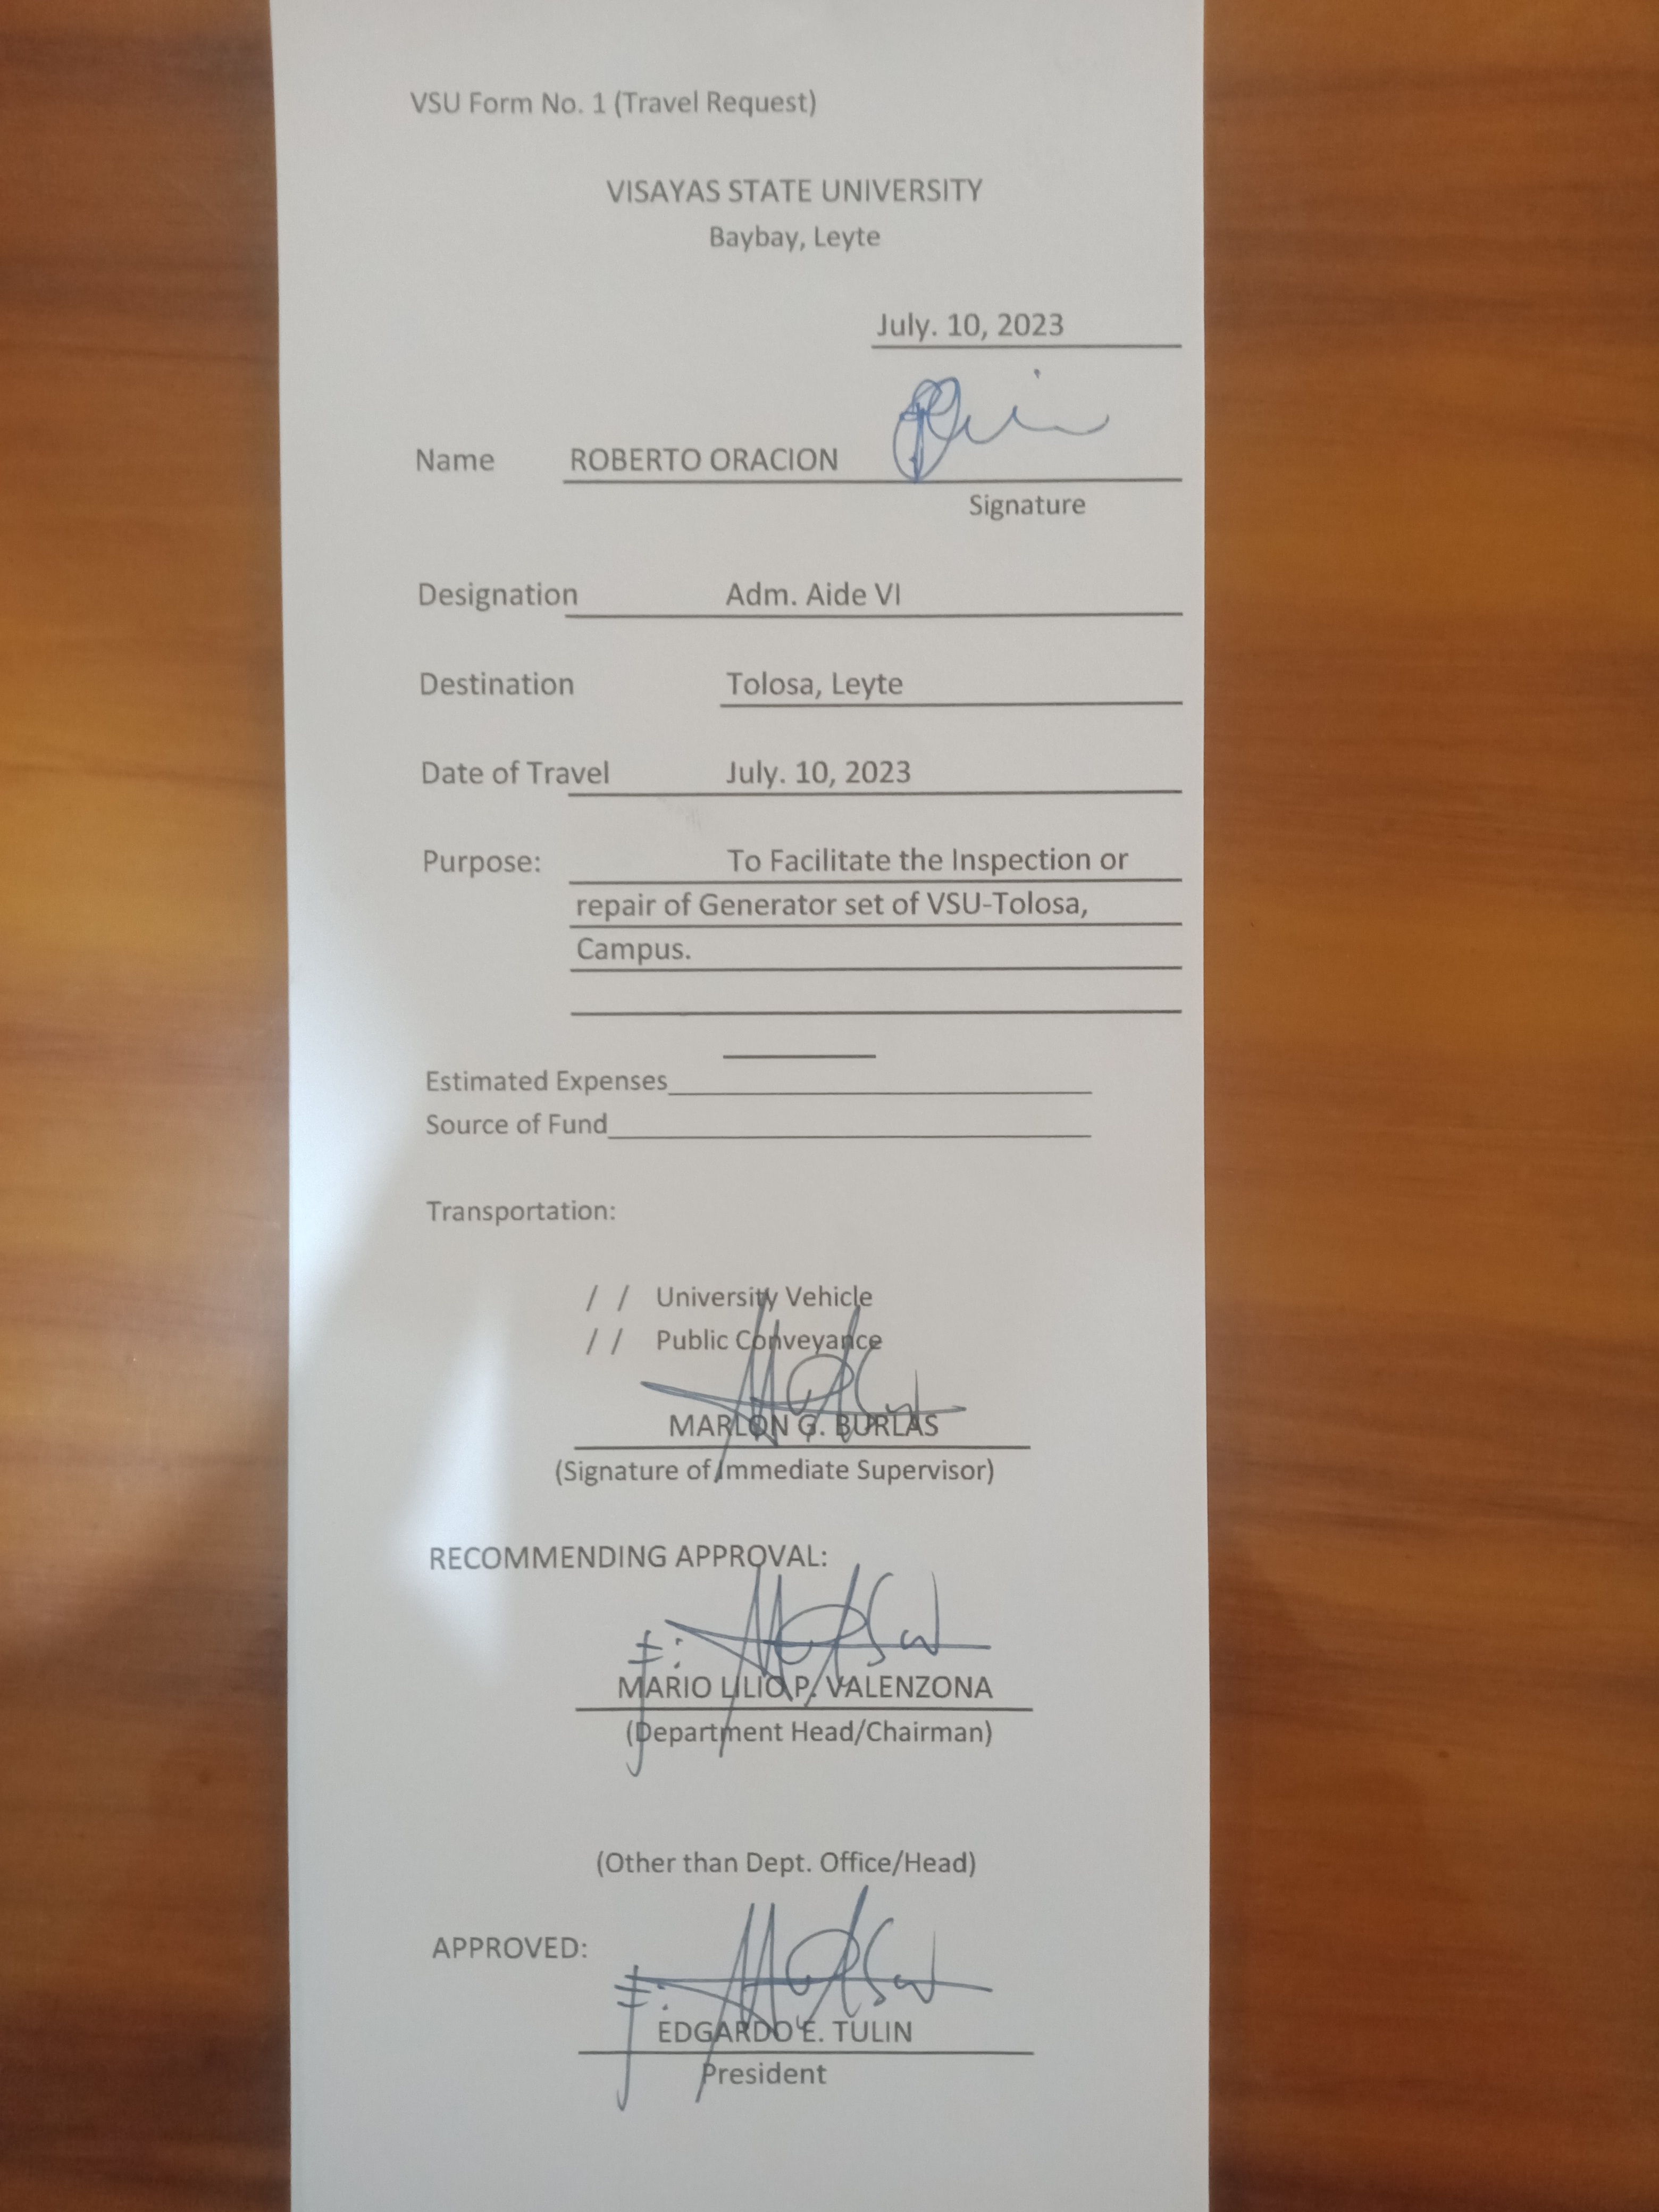 VSU Form No. 1 (Travel Request)
VISAYAS STATE UNIVERSITY
Baybay, Leyte
July. 10, 2023
Name ROBERTO ORACION
Signature
Designation Adm. Aide VI
Destination Tolosa, Leyte
Date of Travel July. 10, 2023
Purpose: To Facilitate the Inspection or
repair of Generator set of VSU-Tolosa,
Campus.
Estimated Expenses
Source of Fund
Transportation:
/ / University Vehicle
/ / Public Conveyance
MARLON G. BURLAS
(Signature of Immediate Supervisor)
RECOMMENDING APPROVAL:
MARIO LILIO P. VALENZONA
(Department Head/Chairman)
(Other than Dept. Office/Head)
APPROVED:
EDGARDO E. TULIN
President